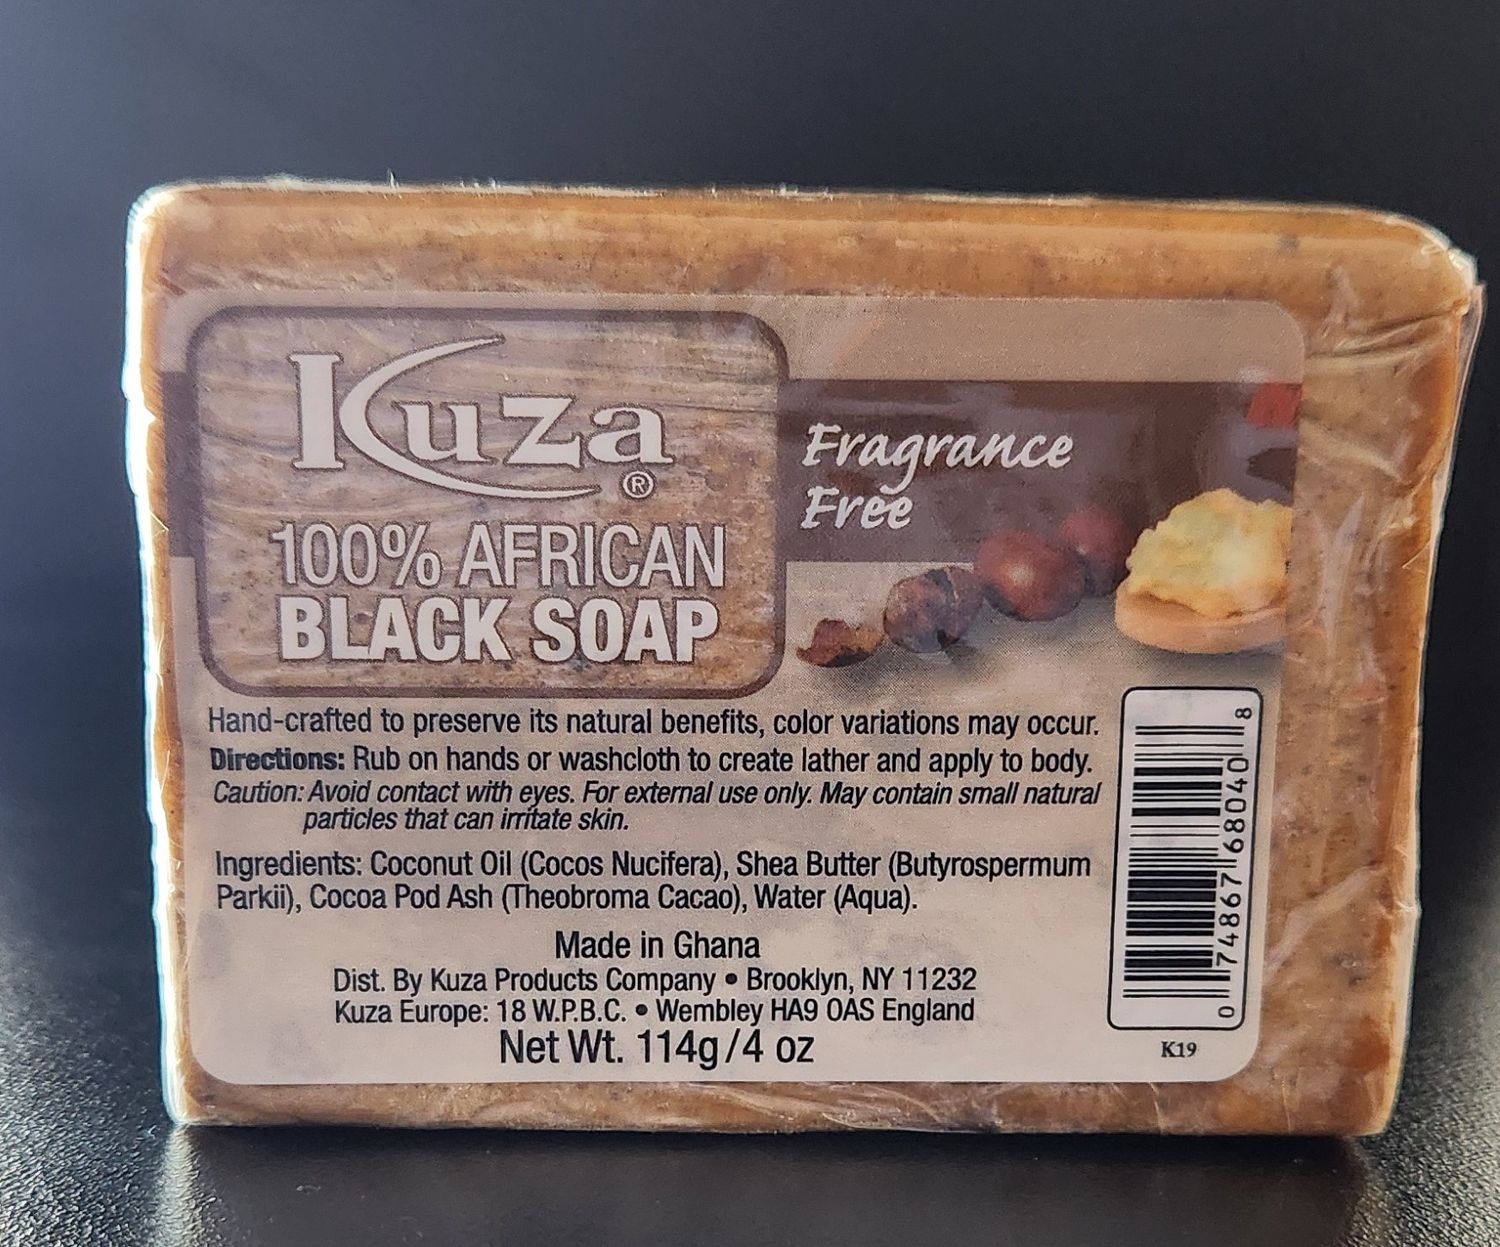 Kuza®
100% AFRICAN
BLACK SOAP
Fragrance
Free
Hand-crafted to preserve its natural benefits, color variations may occur.
Directions: Rub on hands or washcloth to create lather and apply to body.
Caution: Avoid contact with eyes. For external use only. May contain small natural
particles that can irritate skin.
Ingredients: Coconut Oil (Cocos Nucifera), Shea Butter (Butyrospermum
Parkii), Cocoa Pod Ash (Theobroma Cacao), Water (Aqua).
Made in Ghana
Dist. By Kuza Products Company • Brooklyn, NY 11232
Kuza Europe: 18 W.P.B.C. • Wembley HA9 0AS England
Net Wt. 114g/4 oz
0 74867 68040 8
K19